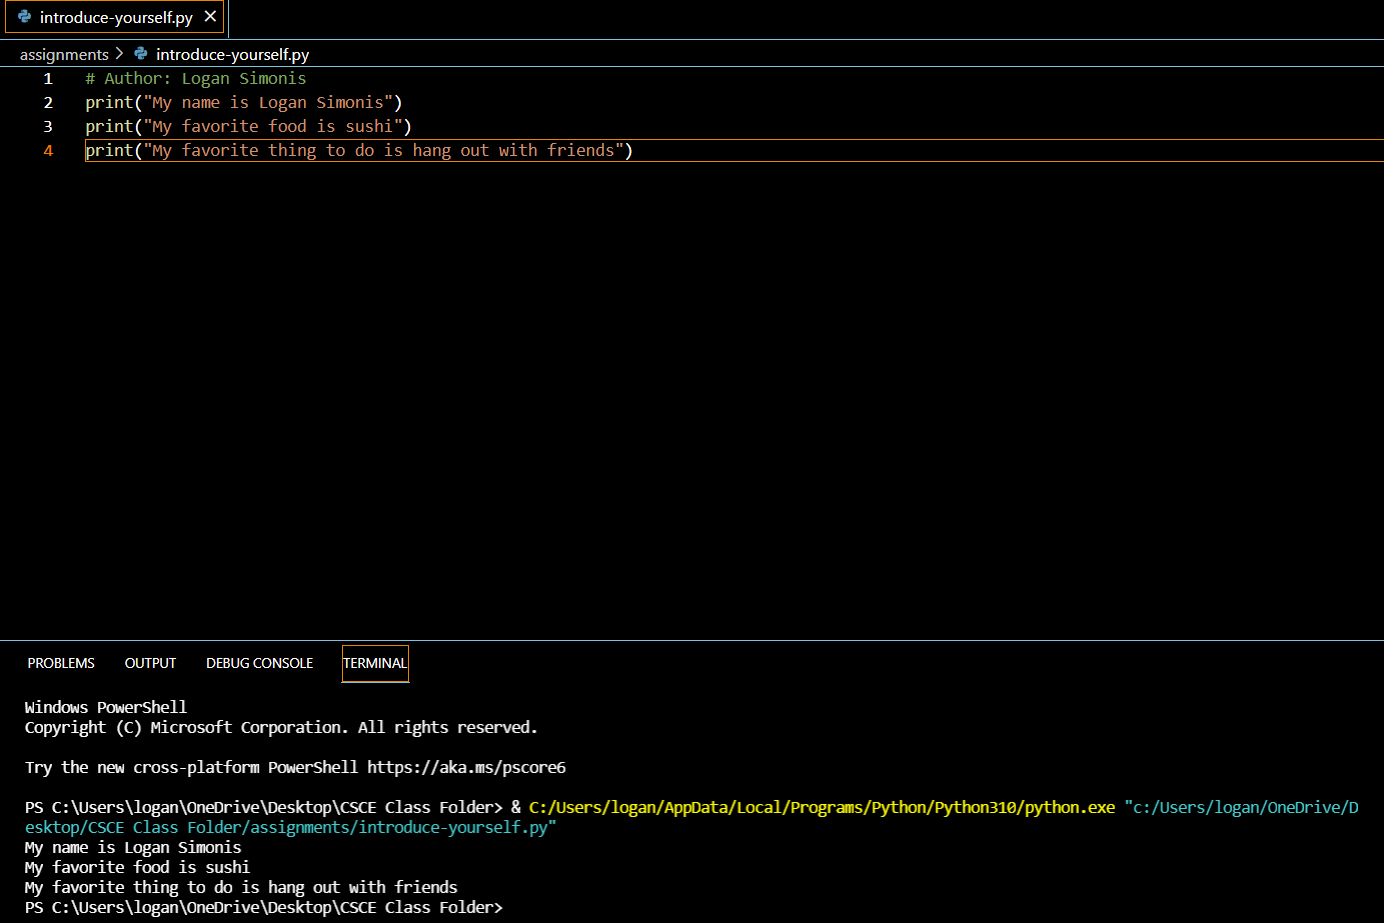 introduce-yourself.py ✕
assignments > introduce-yourself.py
1 # Author: Logan Simonis
2 print("My name is Logan Simonis")
3 print("My favorite food is sushi")
4 print("My favorite thing to do is hang out with friends")
PROBLEMS OUTPUT DEBUG CONSOLE TERMINAL
Windows PowerShell
Copyright (C) Microsoft Corporation. All rights reserved.
Try the new cross-platform PowerShell https://aka.ms/pscore6
PS C:\Users\logan\OneDrive\Desktop\CSCE Class Folder> & C:/Users/logan/AppData/Local/Programs/Python/Python310/python.exe "c:/Users/logan/OneDrive/D
esktop/CSCE Class Folder/assignments/introduce-yourself.py"
My name is Logan Simonis
My favorite food is sushi
My favorite thing to do is hang out with friends
PS C:\Users\logan\OneDrive\Desktop\CSCE Class Folder>